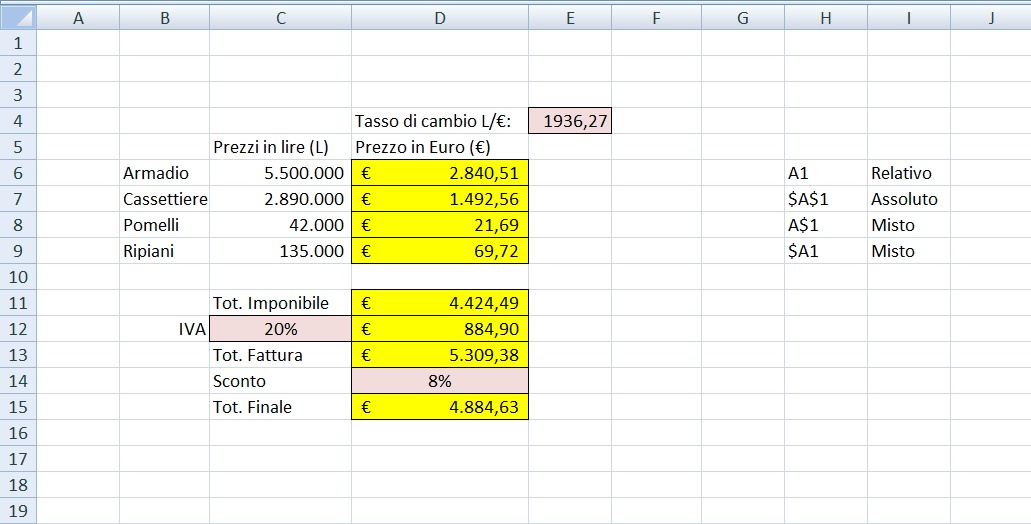 A B C D E F G H I J
1
2
3
4 Tasso di cambio L/€: 1936,27
5 Prezzi in lire (L) Prezzo in Euro (€)
6 Armadio 5.500.000 € 2.840,51 A1 Relativo
7 Cassettiere 2.890.000 € 1.492,56 $A$1 Assoluto
8 Pomelli 42.000 € 21,69 A$1 Misto
9 Ripiani 135.000 € 69,72 $A1 Misto
10
11 Tot. Imponibile € 4.424,49
12 IVA 20% € 884,90
13 Tot. Fattura € 5.309,38
14 Sconto 8%
15 Tot. Finale € 4.884,63
16
17
18
19